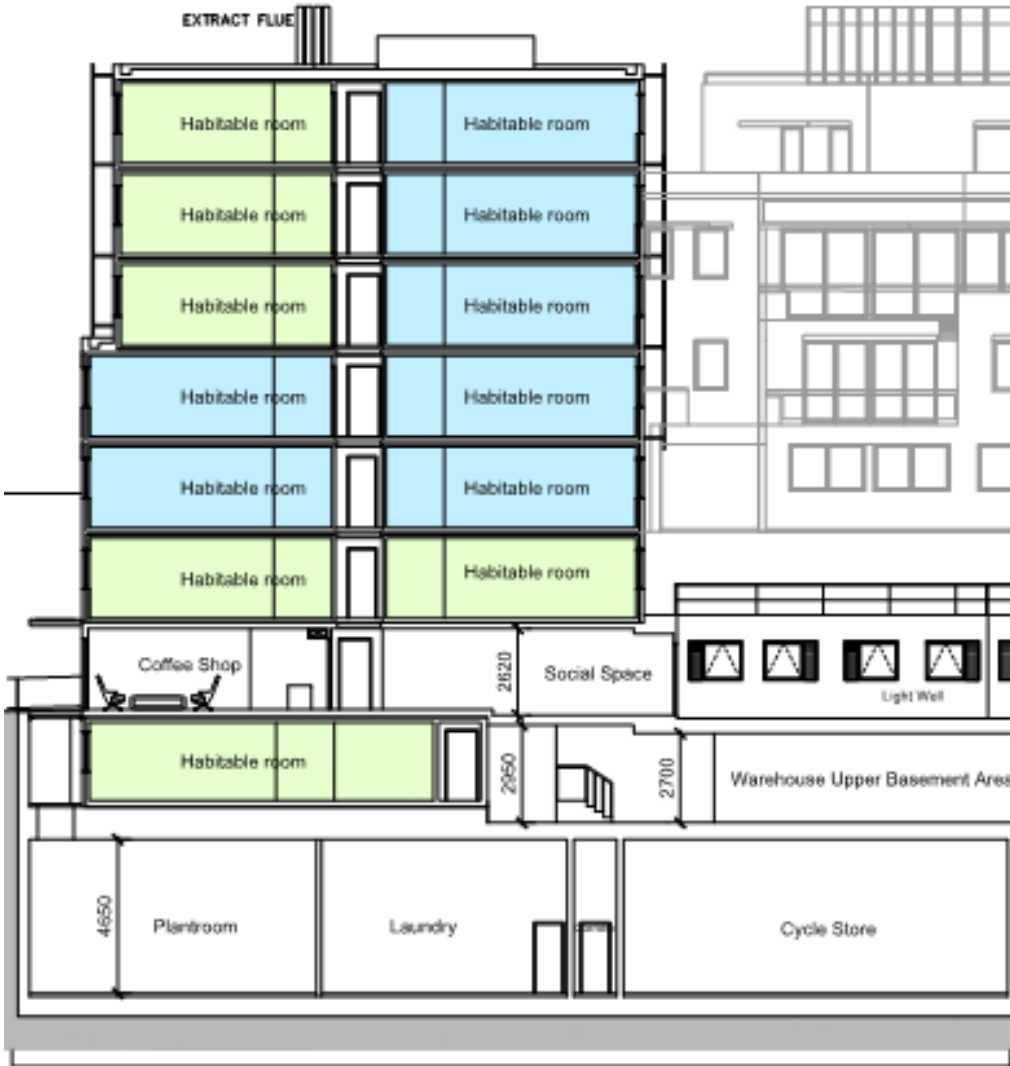 EXTRACT FLUE
Habitable room Habitable room
Habitable room Habitable room
Habitable room Habitable room
Habitable room Habitable room
Habitable room Habitable room
Habitable room Habitable room
Coffee Shop 2620 Social Space
Light Well
Habitable room 2950 2700 Warehouse Upper Basement Area
4650 Plantroom Laundry Cycle Store